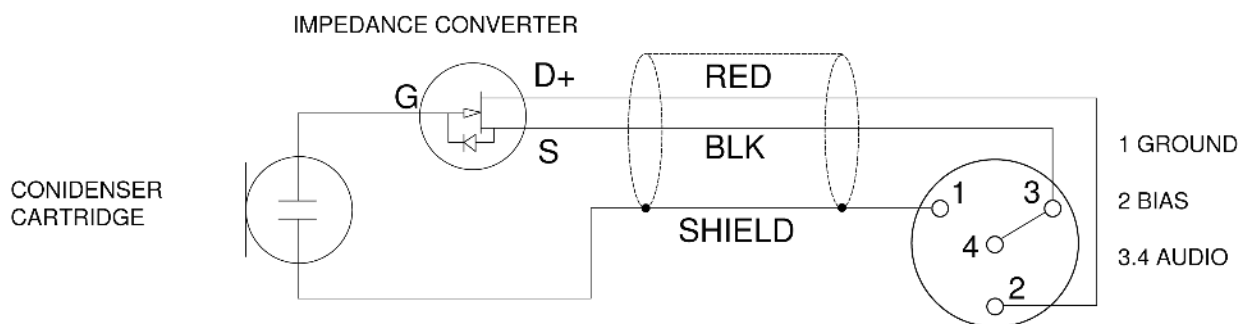 IMPEDANCE CONVERTER
D+
G
S
RED
BLK
SHIELD
CONIDENSER
CARTRIDGE
1
3
4
2
1 GROUND
2 BIAS
3.4 AUDIO